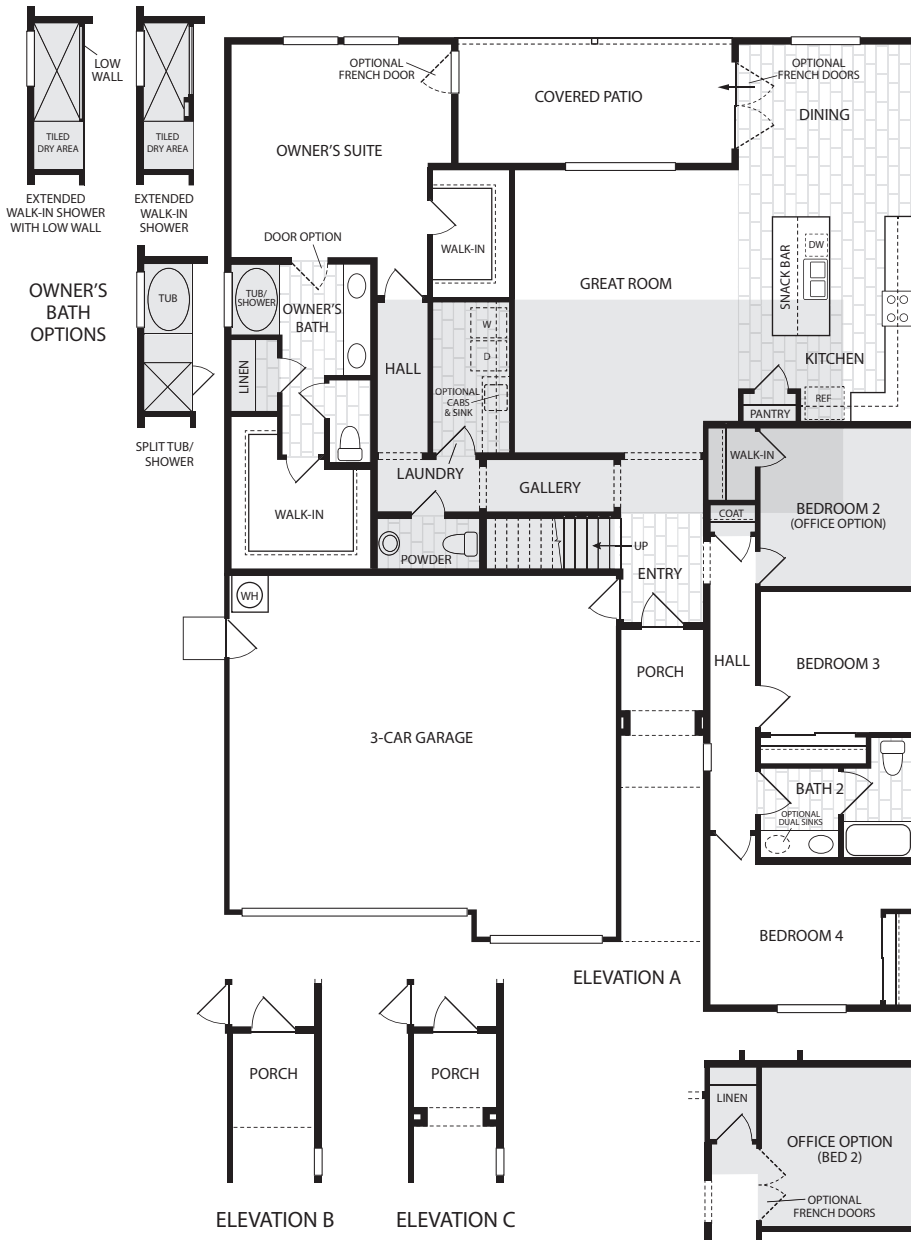 LOW
WALL
TILED
DRY AREA
TILED
DRY AREA
EXTENDED
WALK-IN SHOWER
WITH LOW WALL
EXTENDED
WALK-IN
SHOWER
OWNER'S
BATH
OPTIONS
TUB
SPLIT TUB/
SHOWER
OPTIONAL
FRENCH DOOR
COVERED PATIO
OPTIONAL
FRENCH DOORS
DINING
OWNER'S SUITE
WALK-IN
DOOR OPTION
GREAT ROOM
SNACK BAR
DW
TUB/
SHOWER
OWNER'S
BATH
LINEN
HALL
W
D
OPTIONAL
CABS
& SINK
KITCHEN
REF
PANTRY
LAUNDRY
GALLERY
WALK-IN
WALK-IN
COAT
BEDROOM 2
(OFFICE OPTION)
POWDER
UP
ENTRY
WH
PORCH
HALL
BEDROOM 3
3-CAR GARAGE
BATH 2
OPTIONAL
DUAL SINKS
BEDROOM 4
ELEVATION A
PORCH
ELEVATION B
PORCH
ELEVATION C
LINEN
OFFICE OPTION
(BED 2)
OPTIONAL
FRENCH DOORS